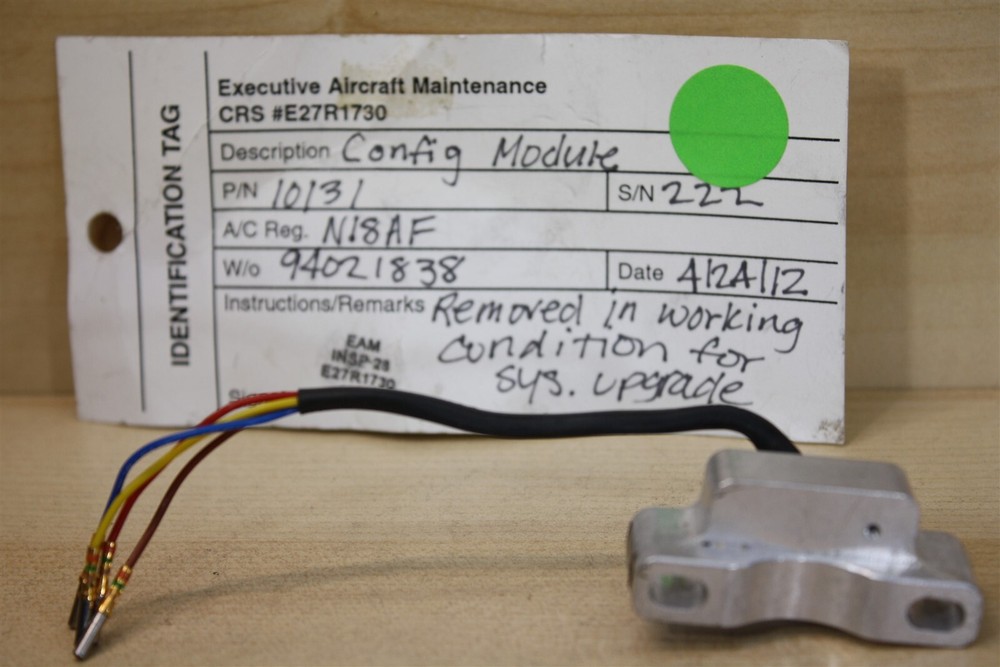 IDENTIFICATION TAG
Executive Aircraft Maintenance
CRS #E27R1730
Description Config Module
P/N 10131 S/N 222
A/C Reg. N18AF
W/o 94021838 Date 4/24/12
Instructions/Remarks Removed in working
condition for
sys. upgrade
EAM
INSP-28
E27R1730